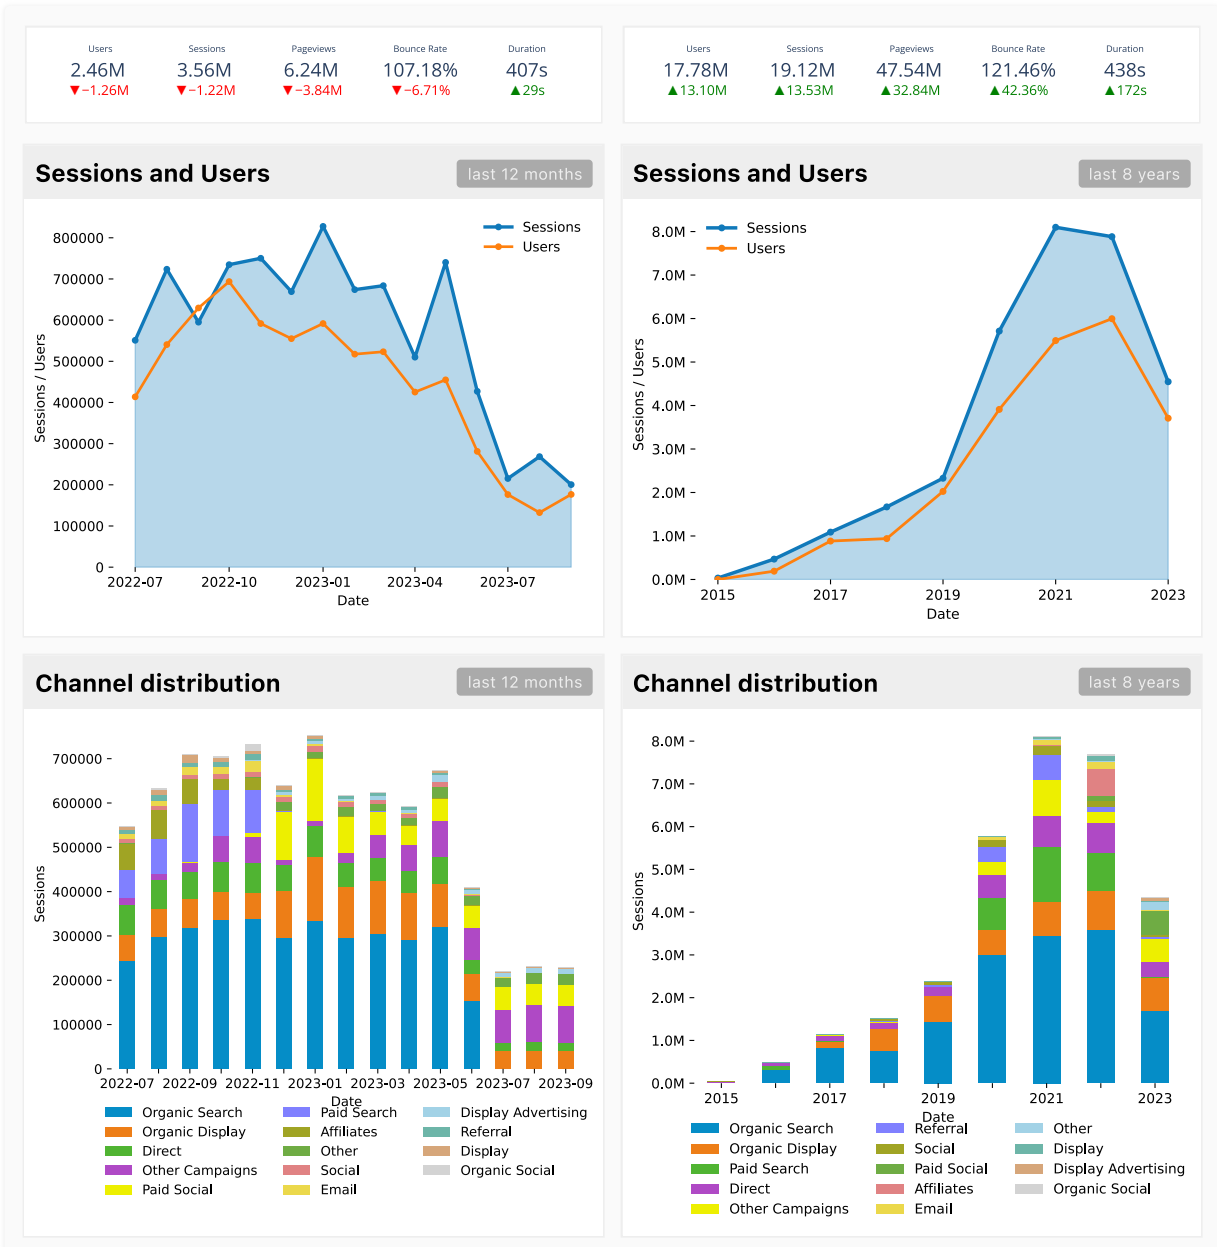 Users Sessions Pageviews Bounce Rate Duration
2.46M 3.56M 6.24M 107.18% 407s
▼−1.26M ▼−1.22M ▼−3.84M ▼−6.71% ▲29s
Users Sessions Pageviews Bounce Rate Duration
17.78M 19.12M 47.54M 121.46% 438s
▲13.10M ▲13.53M ▲32.84M ▲42.36% ▲172s
Sessions and Users last 12 months
Sessions
Users
800000
700000
600000
500000
400000
300000
200000
100000
0
Sessions / Users
2022-07 2022-10 2023-01 2023-04 2023-07
Date
Sessions and Users last 8 years
Sessions
Users
8.0M
7.0M
6.0M
5.0M
4.0M
3.0M
2.0M
1.0M
0.0M
Sessions / Users
2015 2017 2019 2021 2023
Date
Channel distribution last 12 months
700000
600000
500000
400000
300000
200000
100000
0
Sessions
2022-07 2022-09 2022-11 2023-01 2023-03 2023-05 2023-07 2023-09
Date
Organic Search Paid Search Display Advertising
Organic Display Affiliates Referral
Direct Other Display
Other Campaigns Social Organic Social
Paid Social Email
Channel distribution last 8 years
8.0M
7.0M
6.0M
5.0M
4.0M
3.0M
2.0M
1.0M
0.0M
Sessions
2015 2017 2019 2021 2023
Date
Organic Search Referral Other
Organic Display Social Display
Paid Search Paid Social Display Advertising
Direct Affiliates Organic Social
Other Campaigns Email